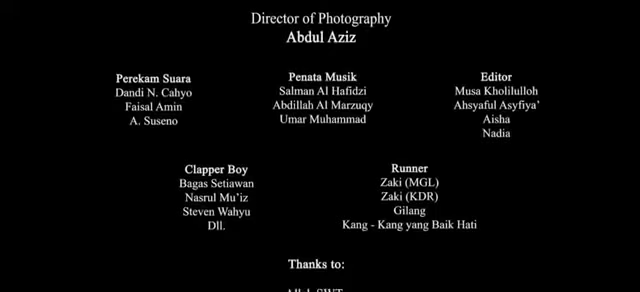 Director of Photography
Abdul Aziz
Perekam Suara
Dandi N. Cahyo
Faisal Amin
A. Suseno
Penata Musik
Salman Al Hafidzi
Abdillah Al Marzuqy
Umar Muhammad
Editor
Musa Kholilulloh
Ahsyaful Asyfiya'
Aisha
Nadia
Clapper Boy
Bagas Setiawan
Nasrul Mu'iz
Steven Wahyu
Dll.
Runner
Zaki (MGL)
Zaki (KDR)
Gilang
Kang - Kang yang Baik Hati
Thanks to:
Allah SWT